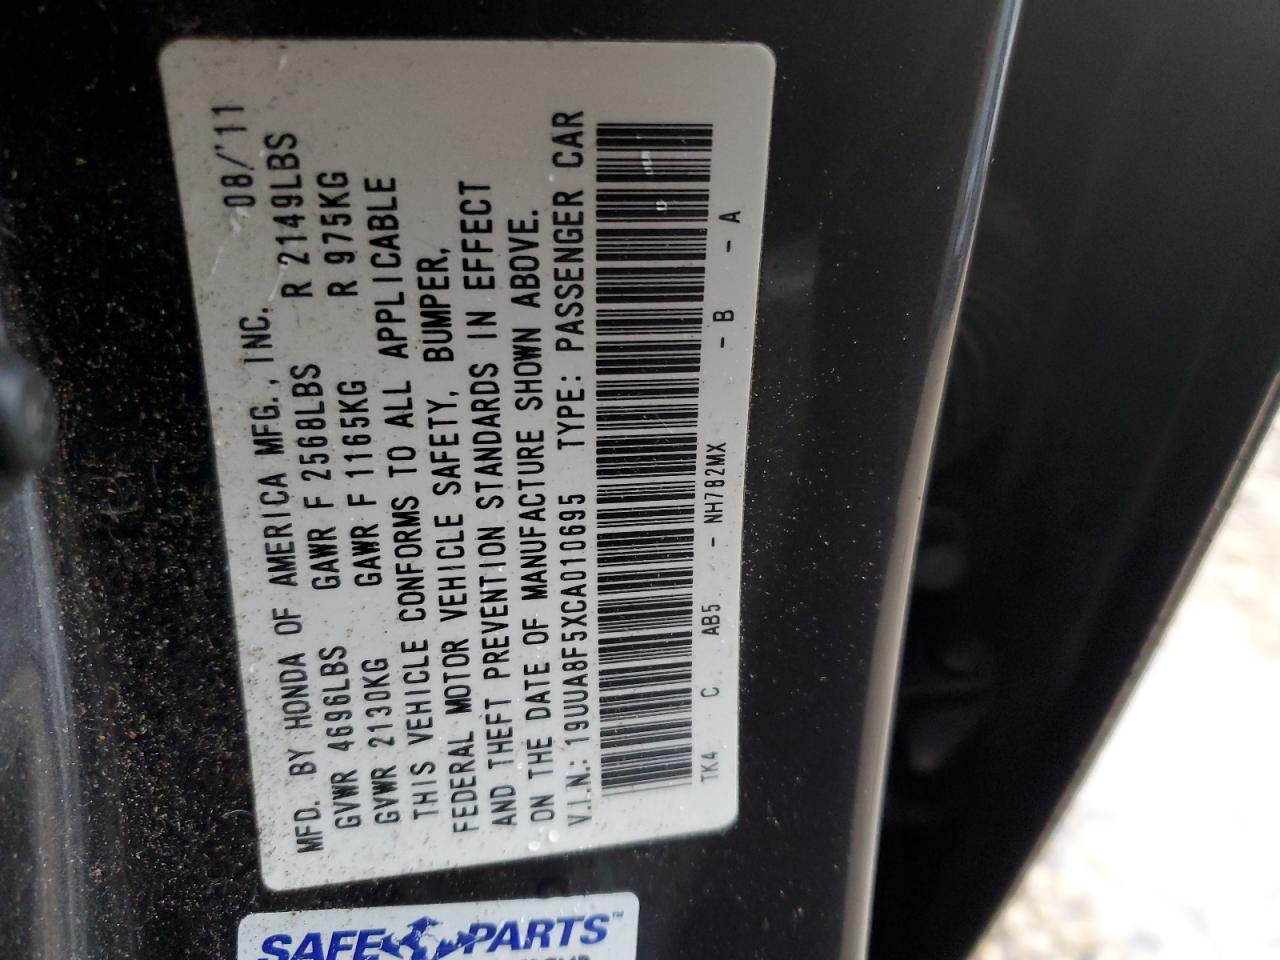 MFD. BY HONDA OF AMERICA MFG., INC. 08/'11
GVWR 4696LBS GAWR F 2568LBS R 2149LBS
GVWR 2130KG GAWR F 1165KG R 975KG
THIS VEHICLE CONFORMS TO ALL APPLICABLE
FEDERAL MOTOR VEHICLE SAFETY, BUMPER,
AND THEFT PREVENTION STANDARDS IN EFFECT
ON THE DATE OF MANUFACTURE SHOWN ABOVE.
V.I.N.: 19UUA8F5XCA010695 TYPE: PASSENGER CAR
TK4 C AB5 - NH782MX - B - A
SAFE PARTS™